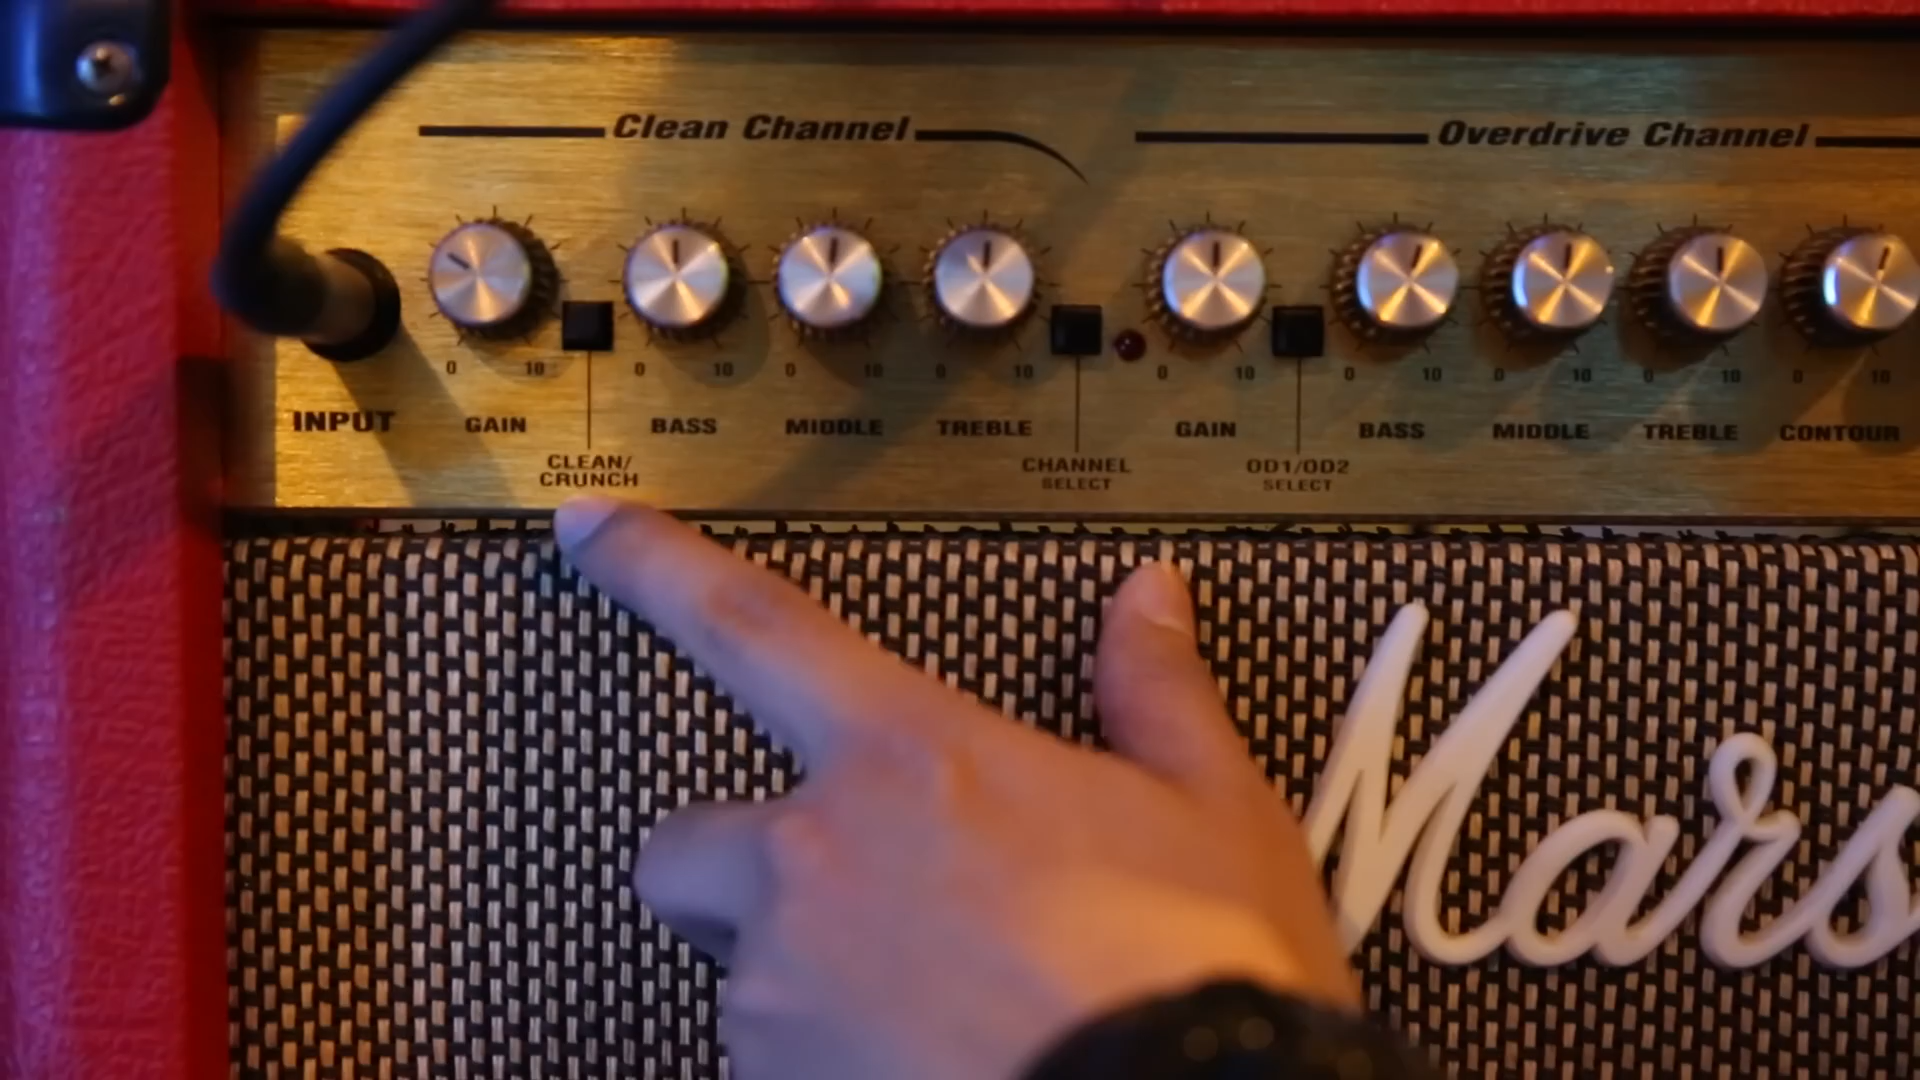 Clean Channel
Overdrive Channel
0 10
0 10
0 10
0 10
0 10
0 10
0 10
0 10
0 10
INPUT
GAIN
BASS
MIDDLE
TREBLE
GAIN
BASS
MIDDLE
TREBLE
CONTOUR
CLEAN/
CRUNCH
CHANNEL
SELECT
OD1/OD2
SELECT
Mars